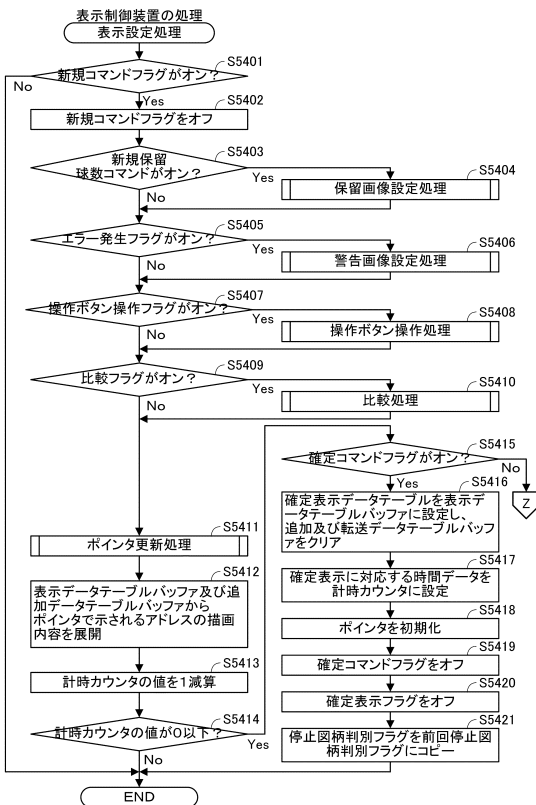 表示制御装置の処理
表示設定処理
S5401
新規コマンドフラグがオン？
No
Yes
S5402
新規コマンドフラグをオフ
S5403
新規保留
球数コマンドがオン？
Yes
No
S5404
保留画像設定処理
S5405
エラー発生フラグがオン？
Yes
No
S5406
警告画像設定処理
S5407
操作ボタン操作フラグがオン？
Yes
No
S5408
操作ボタン操作処理
S5409
比較フラグがオン？
Yes
No
S5410
比較処理
S5411
ポインタ更新処理
S5412
表示データテーブルバッファ及び追
加データテーブルバッファから
ポインタで示されるアドレスの描画
内容を展開
S5413
計時カウンタの値を1減算
S5414
計時カウンタの値が0以下？
Yes
No
S5415
確定コマンドフラグがオン？
No
Z
Yes
S5416
確定表示データテーブルを表示デ
ータテーブルバッファに設定し、
追加及び転送データテーブルバッフ
ァをクリア
S5417
確定表示に対応する時間データを
計時カウンタに設定
S5418
ポインタを初期化
S5419
確定コマンドフラグをオフ
S5420
確定表示フラグをオフ
S5421
停止図柄判別フラグを前回停止図
柄判別フラグにコピー
END